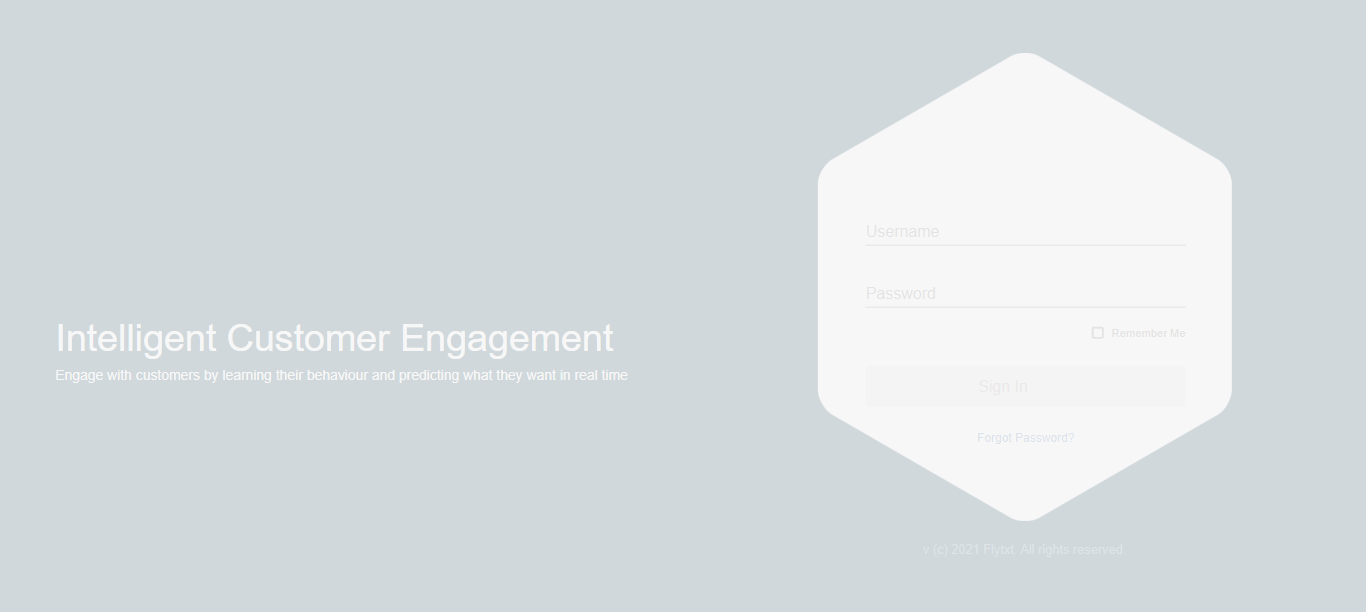 Intelligent Customer Engagement
Engage with customers by learning their behaviour and predicting what they want in real time
Username
Password
Remember Me
Sign In
Forgot Password?
v (c) 2021 Flytxt. All rights reserved.